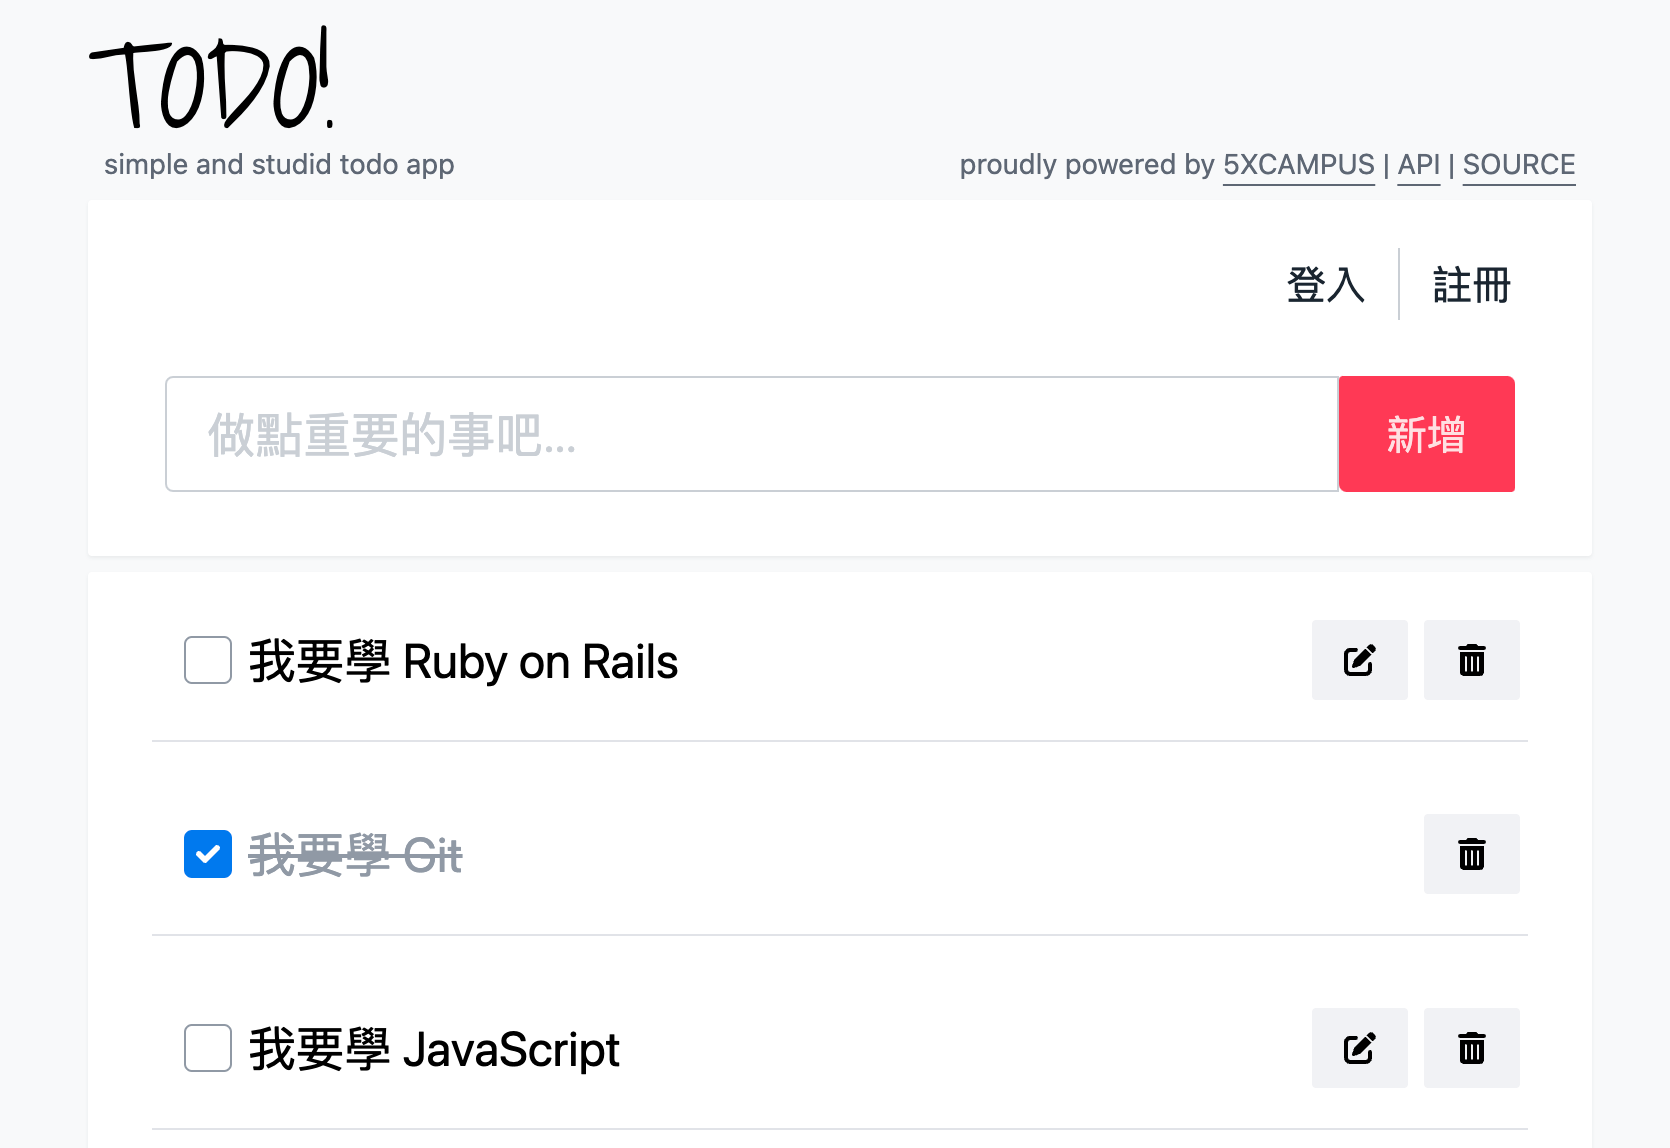 TODO!
simple and studid todo app
proudly powered by 5XCAMPUS | API | SOURCE
登入
註冊
做點重要的事吧...
新增
我要學 Ruby on Rails
我要學 Git
我要學 JavaScript